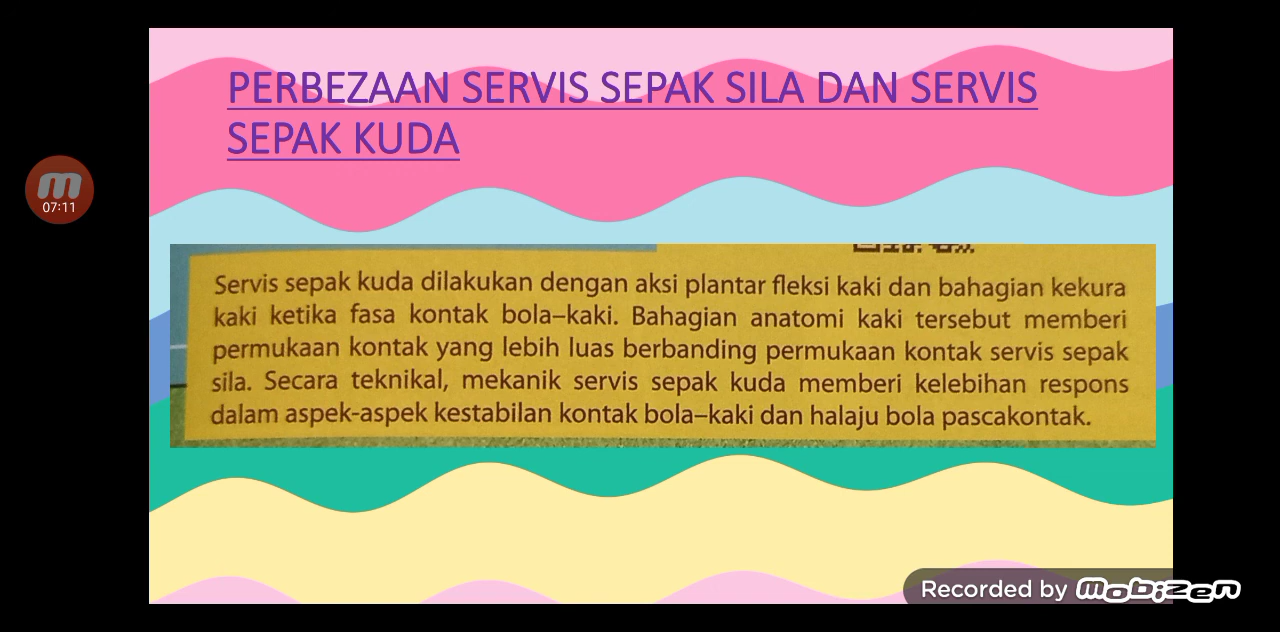 PERBEZAAN SERVIS SEPAK SILA DAN SERVIS
SEPAK KUDA
07:11
Servis sepak kuda dilakukan dengan aksi plantar fleksi kaki dan bahagian kekura
kaki ketika fasa kontak bola–kaki. Bahagian anatomi kaki tersebut memberi
permukaan kontak yang lebih luas berbanding permukaan kontak servis sepak
sila. Secara teknikal, mekanik servis sepak kuda memberi kelebihan respons
dalam aspek-aspek kestabilan kontak bola–kaki dan halaju bola pascakontak.
Recorded by Mobizen